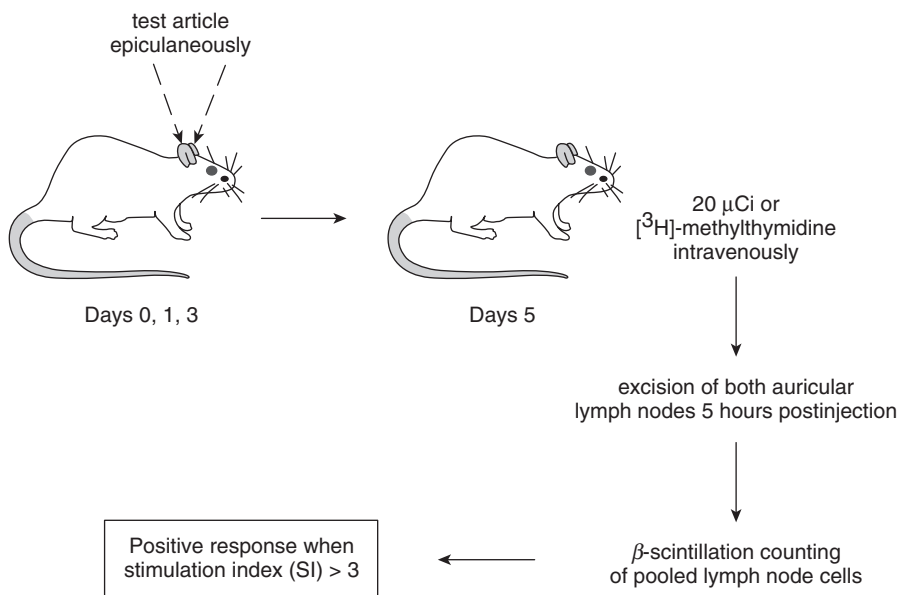 test article
epiculaneously
Days 0, 1, 3
Days 5
20 μCi or
[³H]-methylthymidine
intravenously
excision of both auricular
lymph nodes 5 hours postinjection
β-scintillation counting
of pooled lymph node cells
Positive response when
stimulation index (SI) > 3